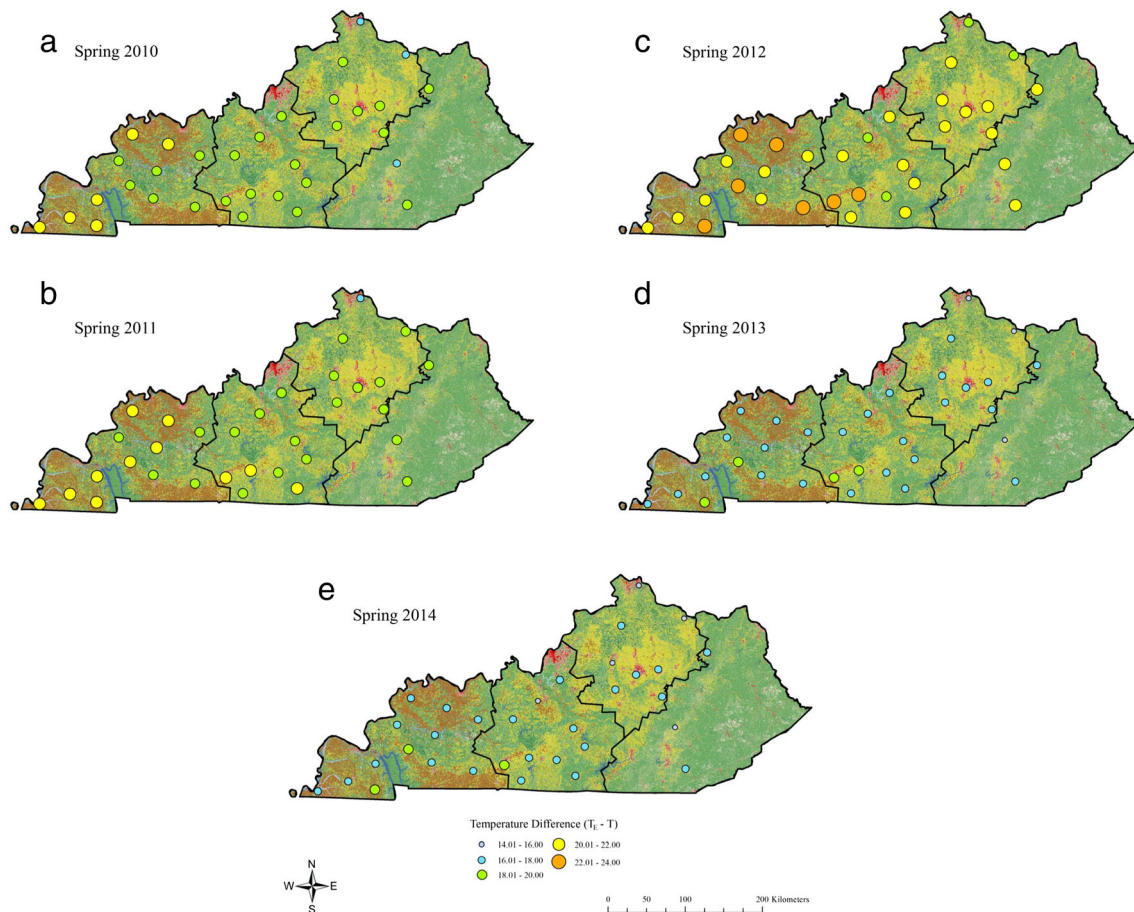 a
Spring 2010
c
Spring 2012
b
Spring 2011
d
Spring 2013
e
Spring 2014
Temperature Difference (TE - T)
14.01 - 16.00
16.01 - 18.00
18.01 - 20.00
20.01 - 22.00
22.01 - 24.00
N
W E
S
0 50 100 200 Kilometers